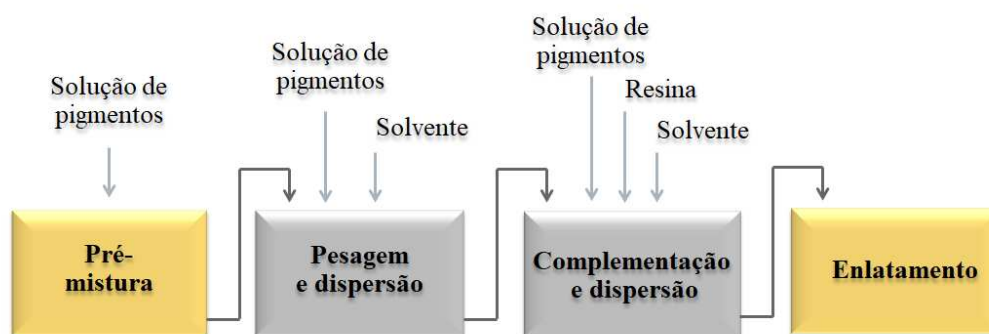 Solução de
pigmentos
Solução de
pigmentos
Solvente
Solução de
pigmentos
Resina
Solvente
Pré-
mistura
Pesagem
e dispersão
Complementação
e dispersão
Enlatamento